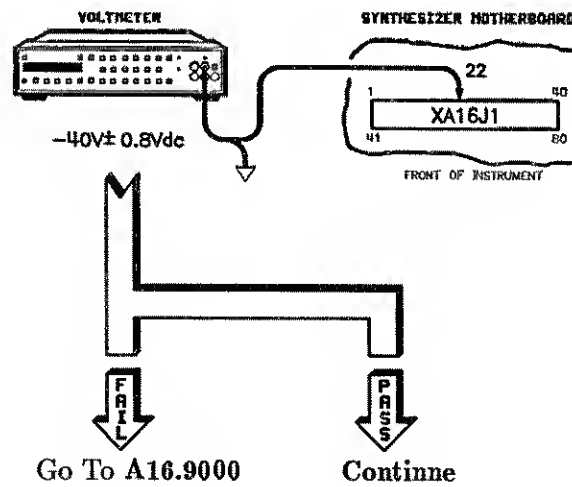 VOLTMETER
SYNTHESIZER MOTHERBOARD
22
1
40
XA16J1
41
80
−40V± 0.8Vdc
FRONT OF INSTRUMENT
FAIL
PASS
Go To A16.9000
Continne